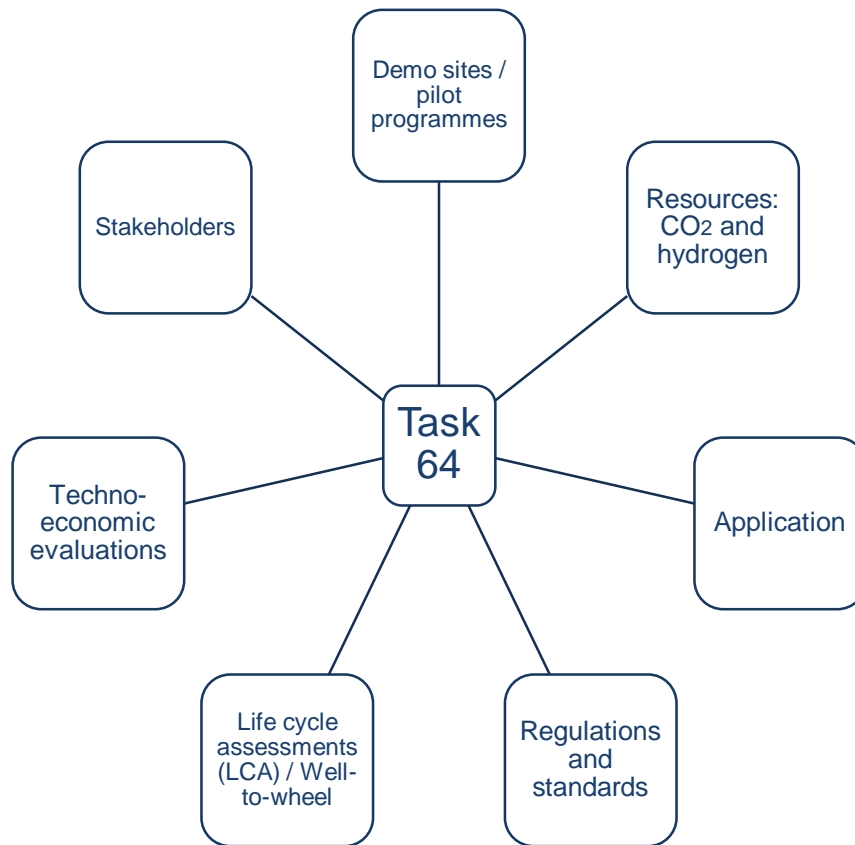 Demo sites /
pilot
programmes
Resources:
CO2 and
hydrogen
Stakeholders
Task
64
Techno-
economic
evaluations
Application
Life cycle
assessments
(LCA) / Well-
to-wheel
Regulations
and
standards